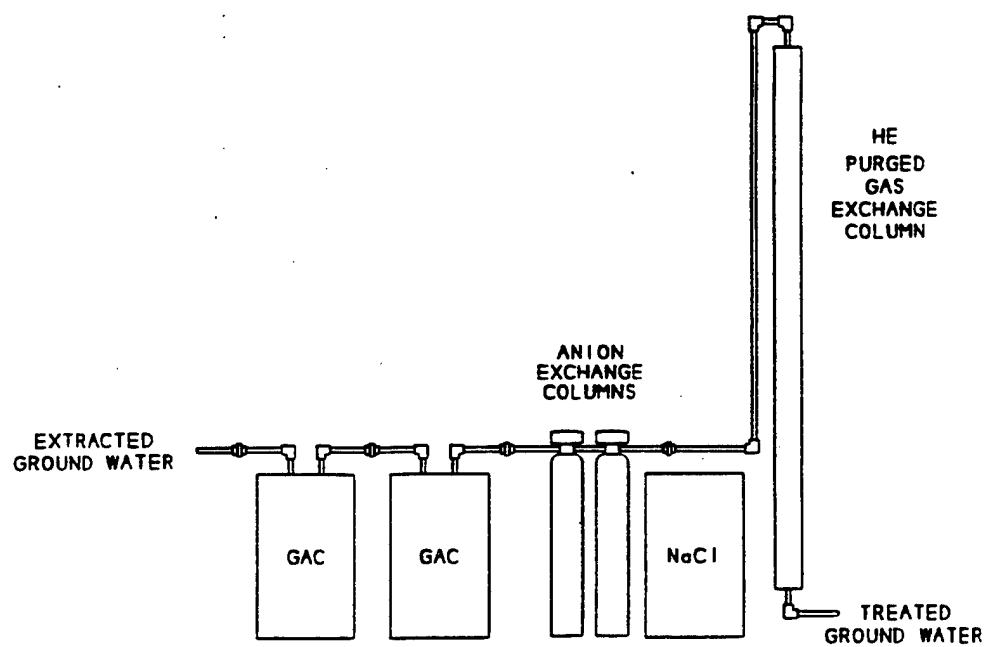 HE
PURGED
GAS
EXCHANGE
COLUMN
ANION
EXCHANGE
COLUMNS
EXTRACTED
GROUND WATER
GAC
GAC
NaCl
TREATED
GROUND WATER